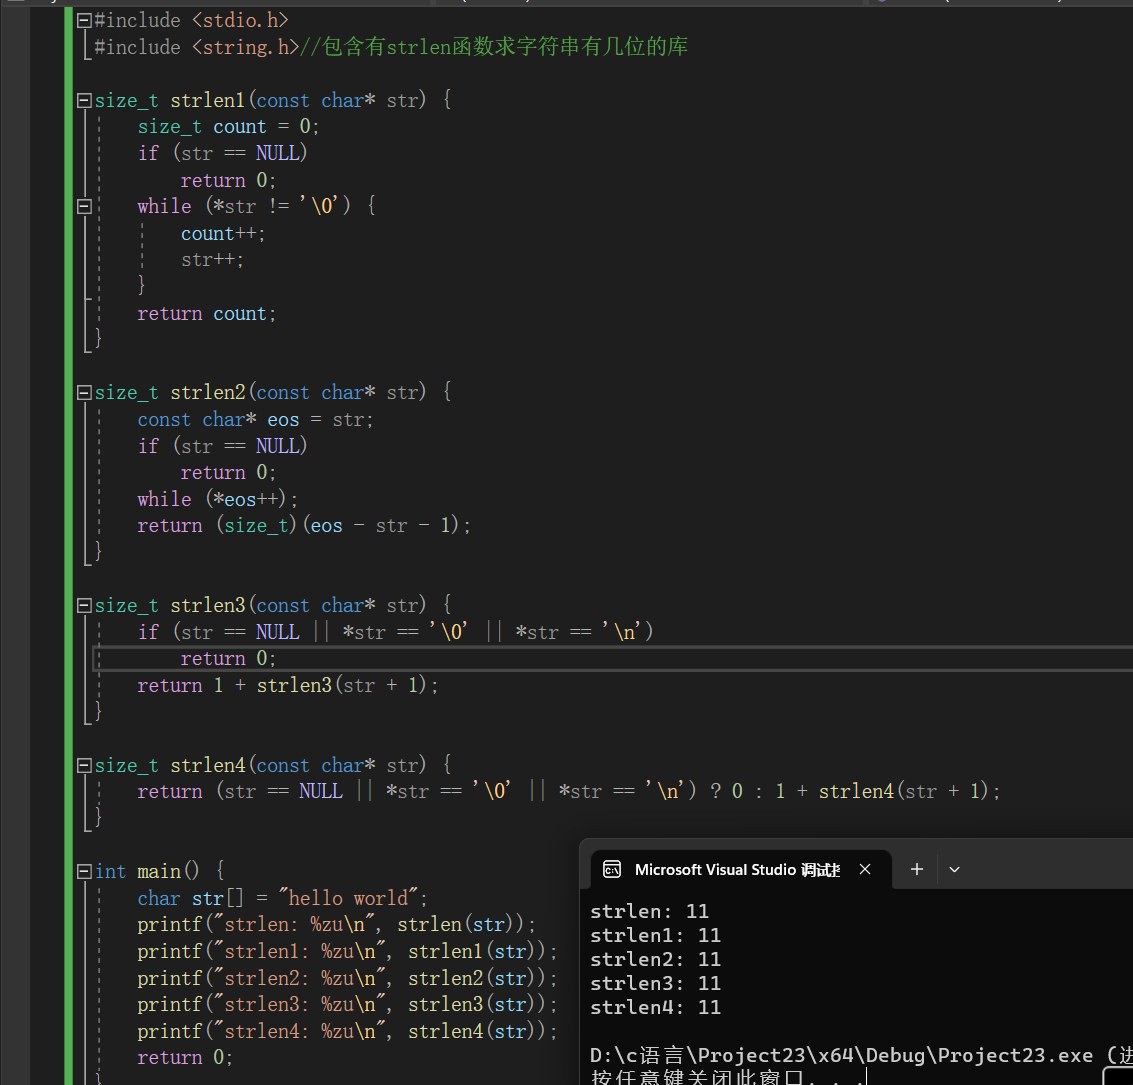 #include <stdio.h>
#include <string.h>//包含有strlen函数求字符串有几位的库
size_t strlen1(const char* str) {
size_t count = 0;
if (str == NULL)
return 0;
while (*str != '\0') {
count++;
str++;
}
return count;
}
size_t strlen2(const char* str) {
const char* eos = str;
if (str == NULL)
return 0;
while (*eos++);
return (size_t)(eos - str - 1);
}
size_t strlen3(const char* str) {
if (str == NULL || *str == '\0' || *str == '\n')
return 0;
return 1 + strlen3(str + 1);
}
size_t strlen4(const char* str) {
return (str == NULL || *str == '\0' || *str == '\n') ? 0 : 1 + strlen4(str + 1);
}
int main() {
char str[] = "hello world";
printf("strlen: %zu\n", strlen(str));
printf("strlen1: %zu\n", strlen1(str));
printf("strlen2: %zu\n", strlen2(str));
printf("strlen3: %zu\n", strlen3(str));
printf("strlen4: %zu\n", strlen4(str));
return 0;
}
Microsoft Visual Studio 调试
strlen: 11
strlen1: 11
strlen2: 11
strlen3: 11
strlen4: 11
D:\c语言\Project23\x64\Debug\Project23.exe (进
按任意键关闭此窗口. . .